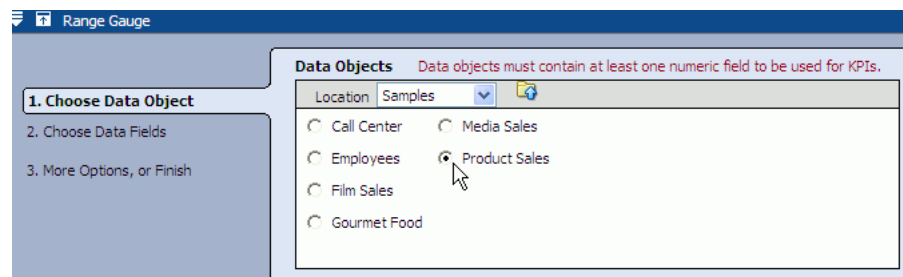 Range Gauge
Data Objects Data objects must contain at least one numeric field to be used for KPIs.
1. Choose Data Object
2. Choose Data Fields
3. More Options, or Finish
Location Samples
Call Center Media Sales
Employees Product Sales
Film Sales
Gourmet Food